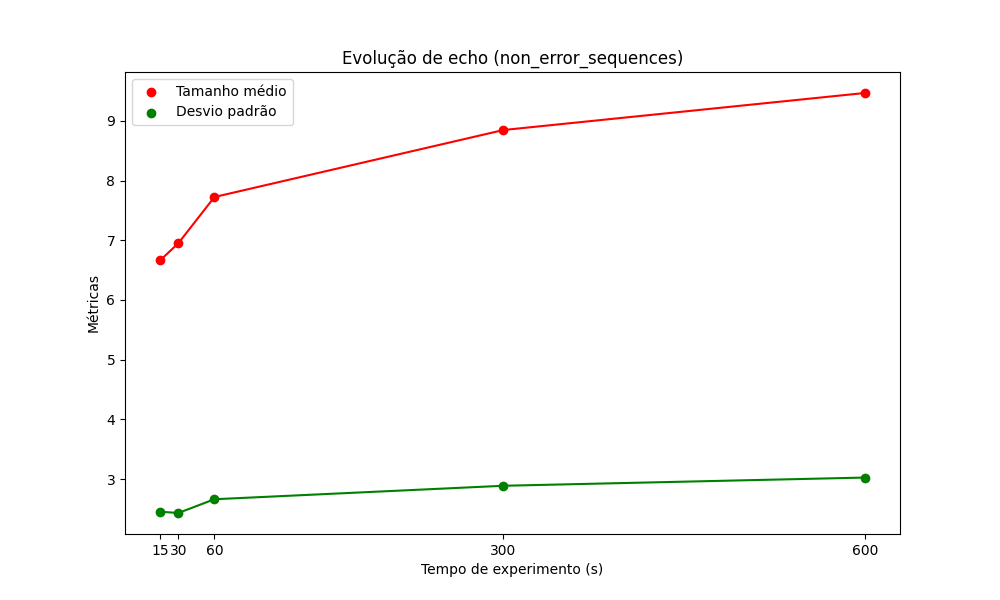 Evolução de echo (non_error_sequences)
Tamanho médio
Desvio padrão
9
8
7
6
5
4
3
Métricas
15 30 60 300 600
Tempo de experimento (s)